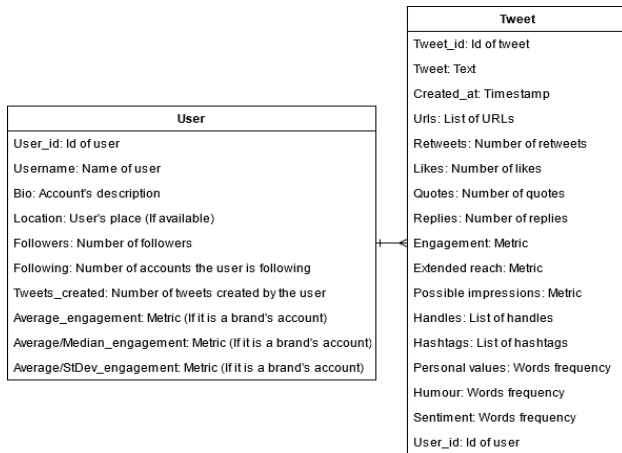 User
User_id: Id of user
Username: Name of user
Bio: Account's description
Location: User's place (If available)
Followers: Number of followers
Following: Number of accounts the user is following
Tweets_created: Number of tweets created by the user
Average_engagement: Metric (If it is a brand's account)
Average/Median_engagement: Metric (If it is a brand's account)
Average/StDev_engagement: Metric (If it is a brand's account)
Tweet
Tweet_id: Id of tweet
Tweet: Text
Created_at: Timestamp
Urls: List of URLs
Retweets: Number of retweets
Likes: Number of likes
Quotes: Number of quotes
Replies: Number of replies
Engagement: Metric
Extended reach: Metric
Possible impressions: Metric
Handles: List of handles
Hashtags: List of hashtags
Personal values: Words frequency
Humour: Words frequency
Sentiment: Words frequency
User_id: Id of user